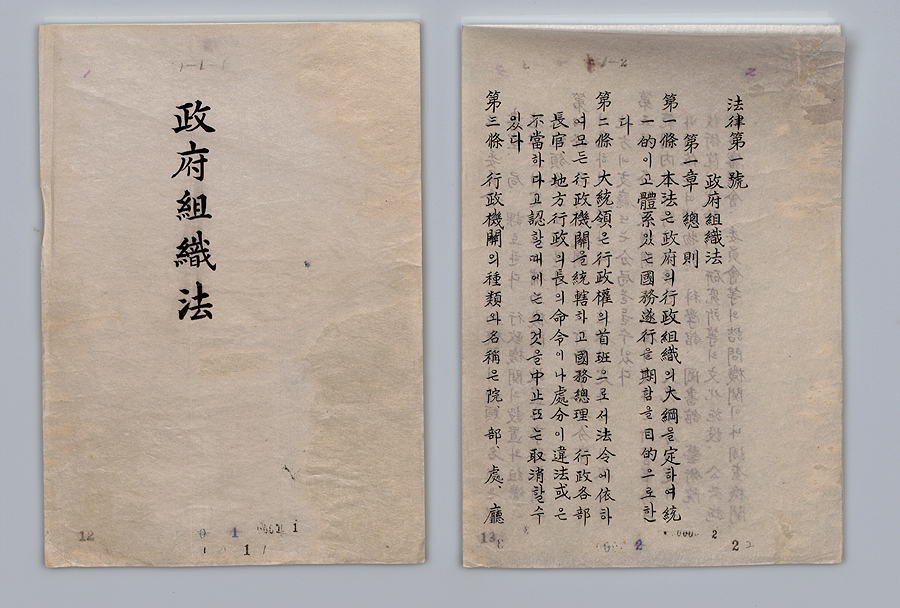 政府組織法
12
1
1
1
法律第一號
政府組織法
第一章 總則
第一條 本法은政府의行政組織의大綱을定하여統
一的이고體系있는國務遂行을期함을目的으로한
다
第二條 大統領은行政權의首班으로서法令에依하
여모든行政機關을統轄하고國務總理 行政各部
長官、地方行政의長의命令이나處分이違法或은
不當하다고認할때에는그것을中止또는取消할수
있다
第三條 行政機關의種類와名稱은院、部、處、廳
2
13
2
2
2